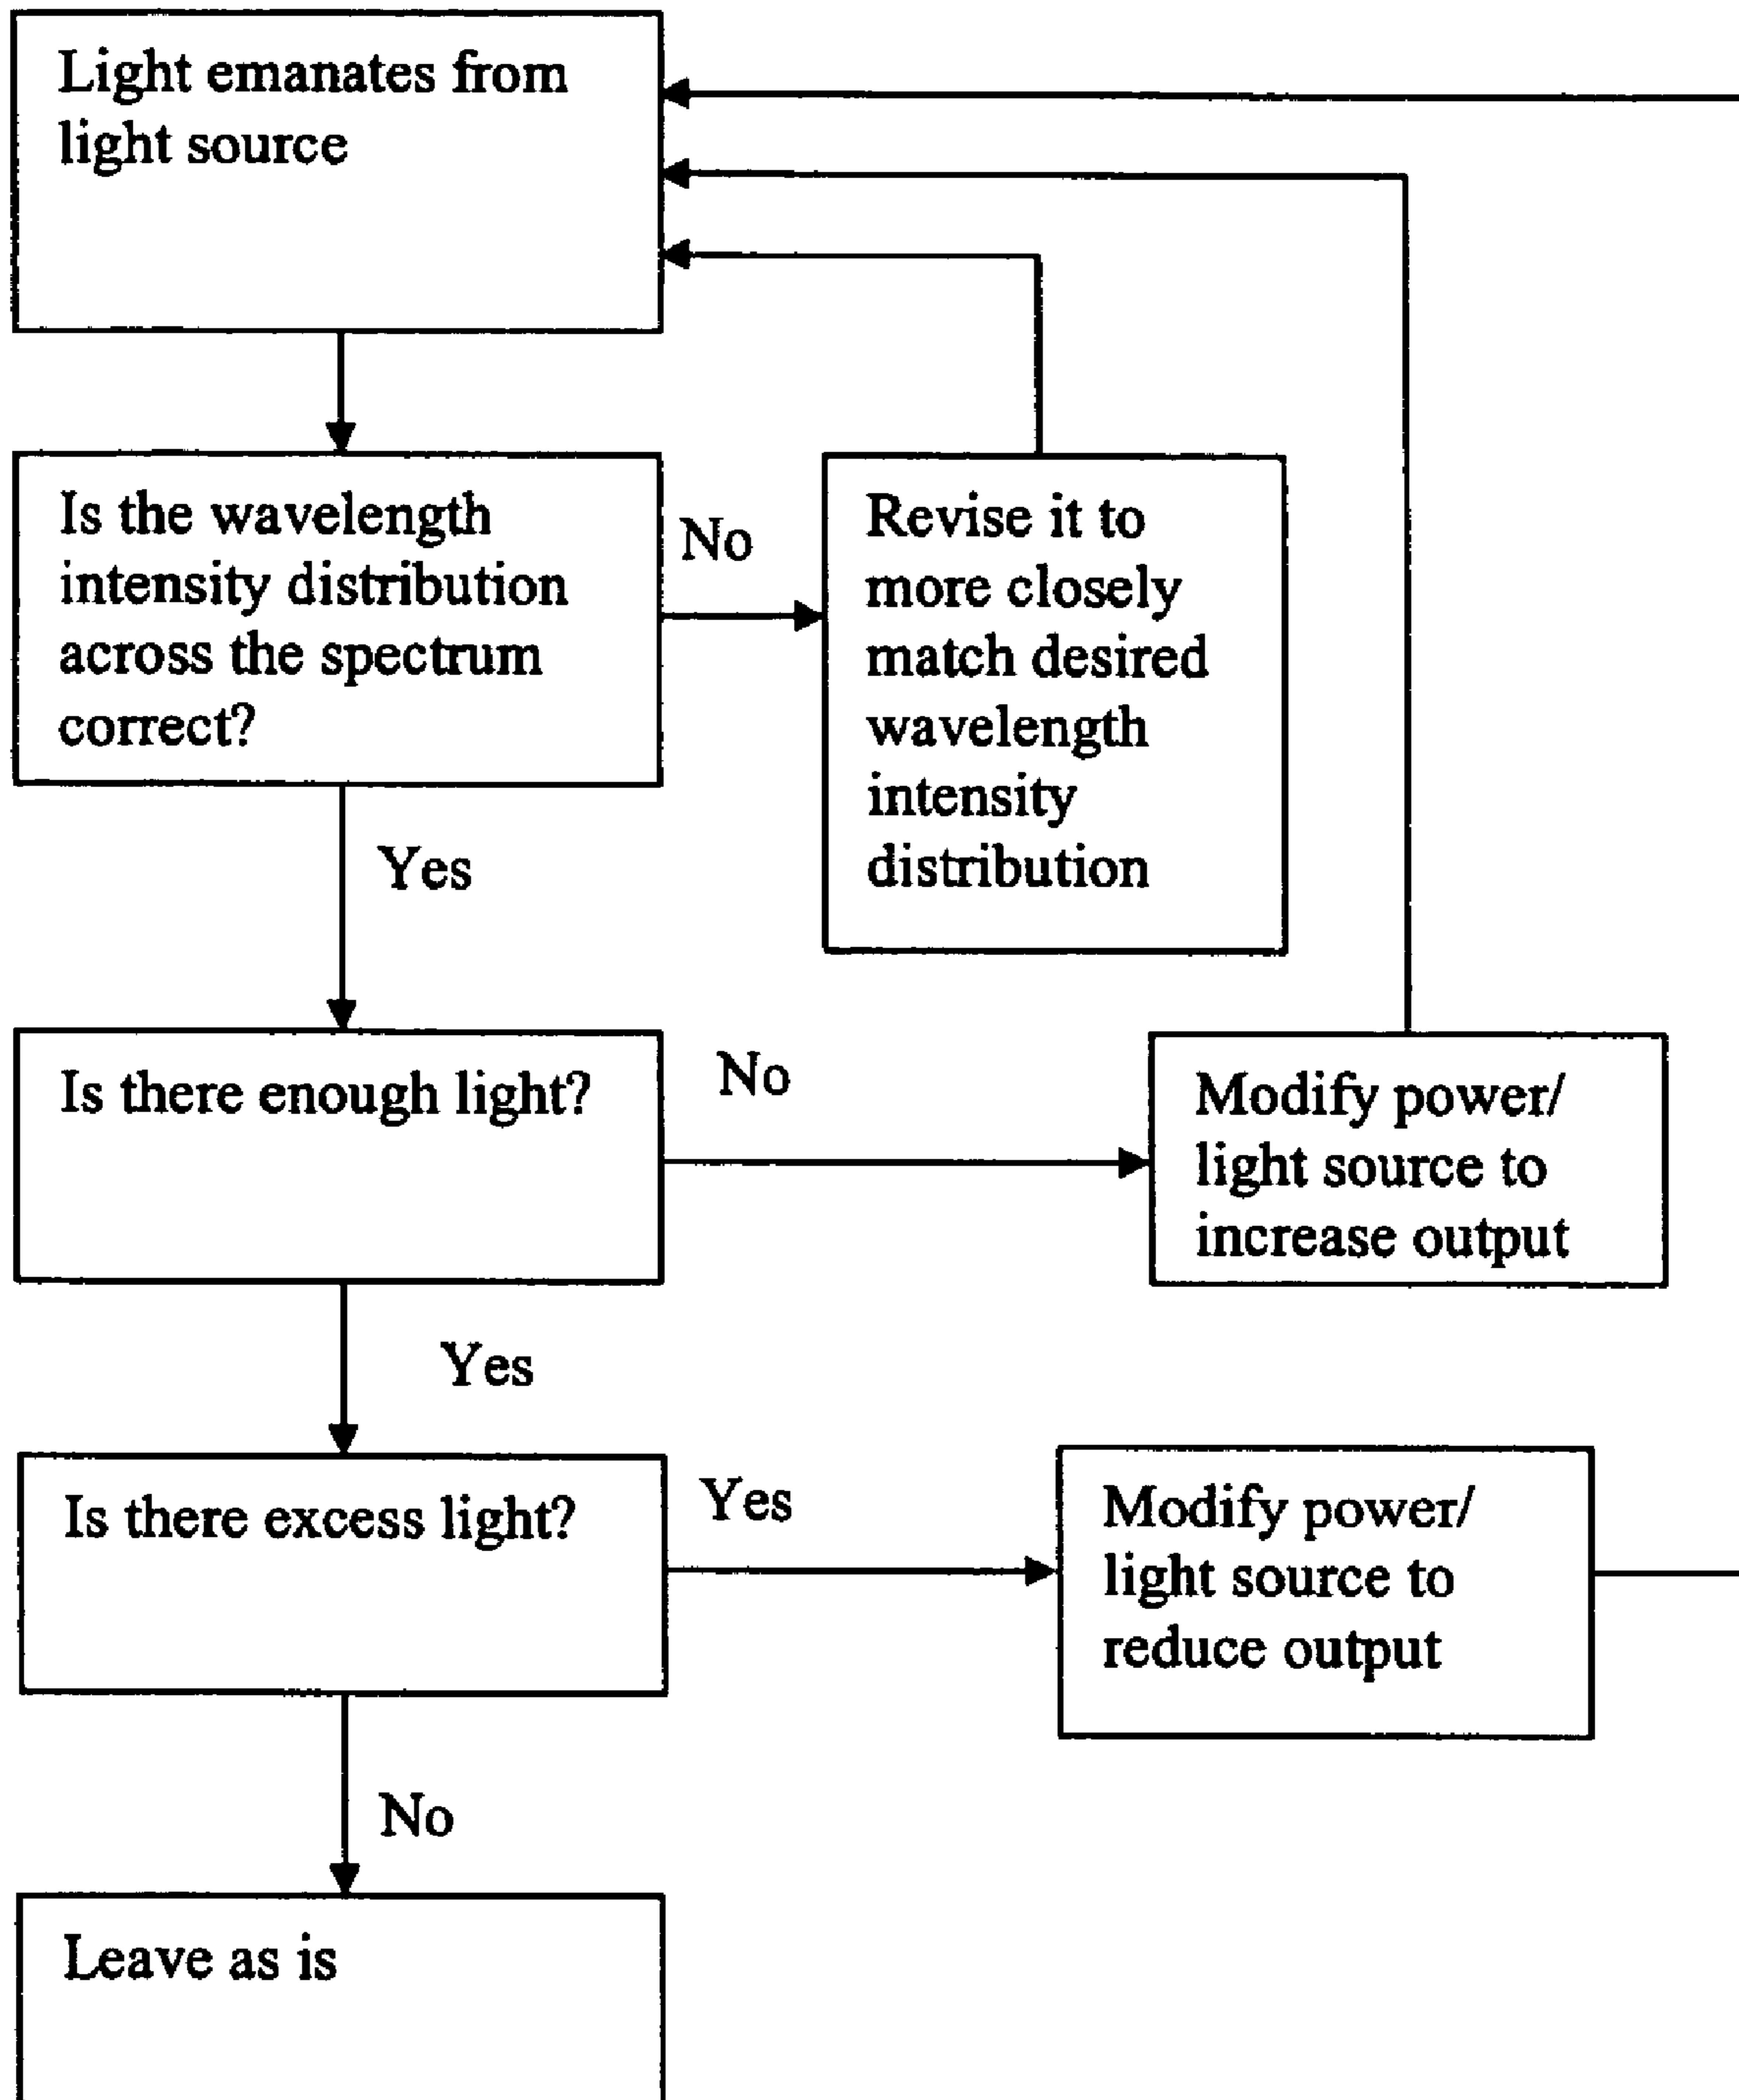 Light emanates from
light source
Is the wavelength
intensity distribution
across the spectrum
correct?
No
Revise it to
more closely
match desired
wavelength
intensity
distribution
Yes
Is there enough light?
No
Modify power/
light source to
increase output
Yes
Is there excess light?
Yes
Modify power/
light source to
reduce output
No
Leave as is